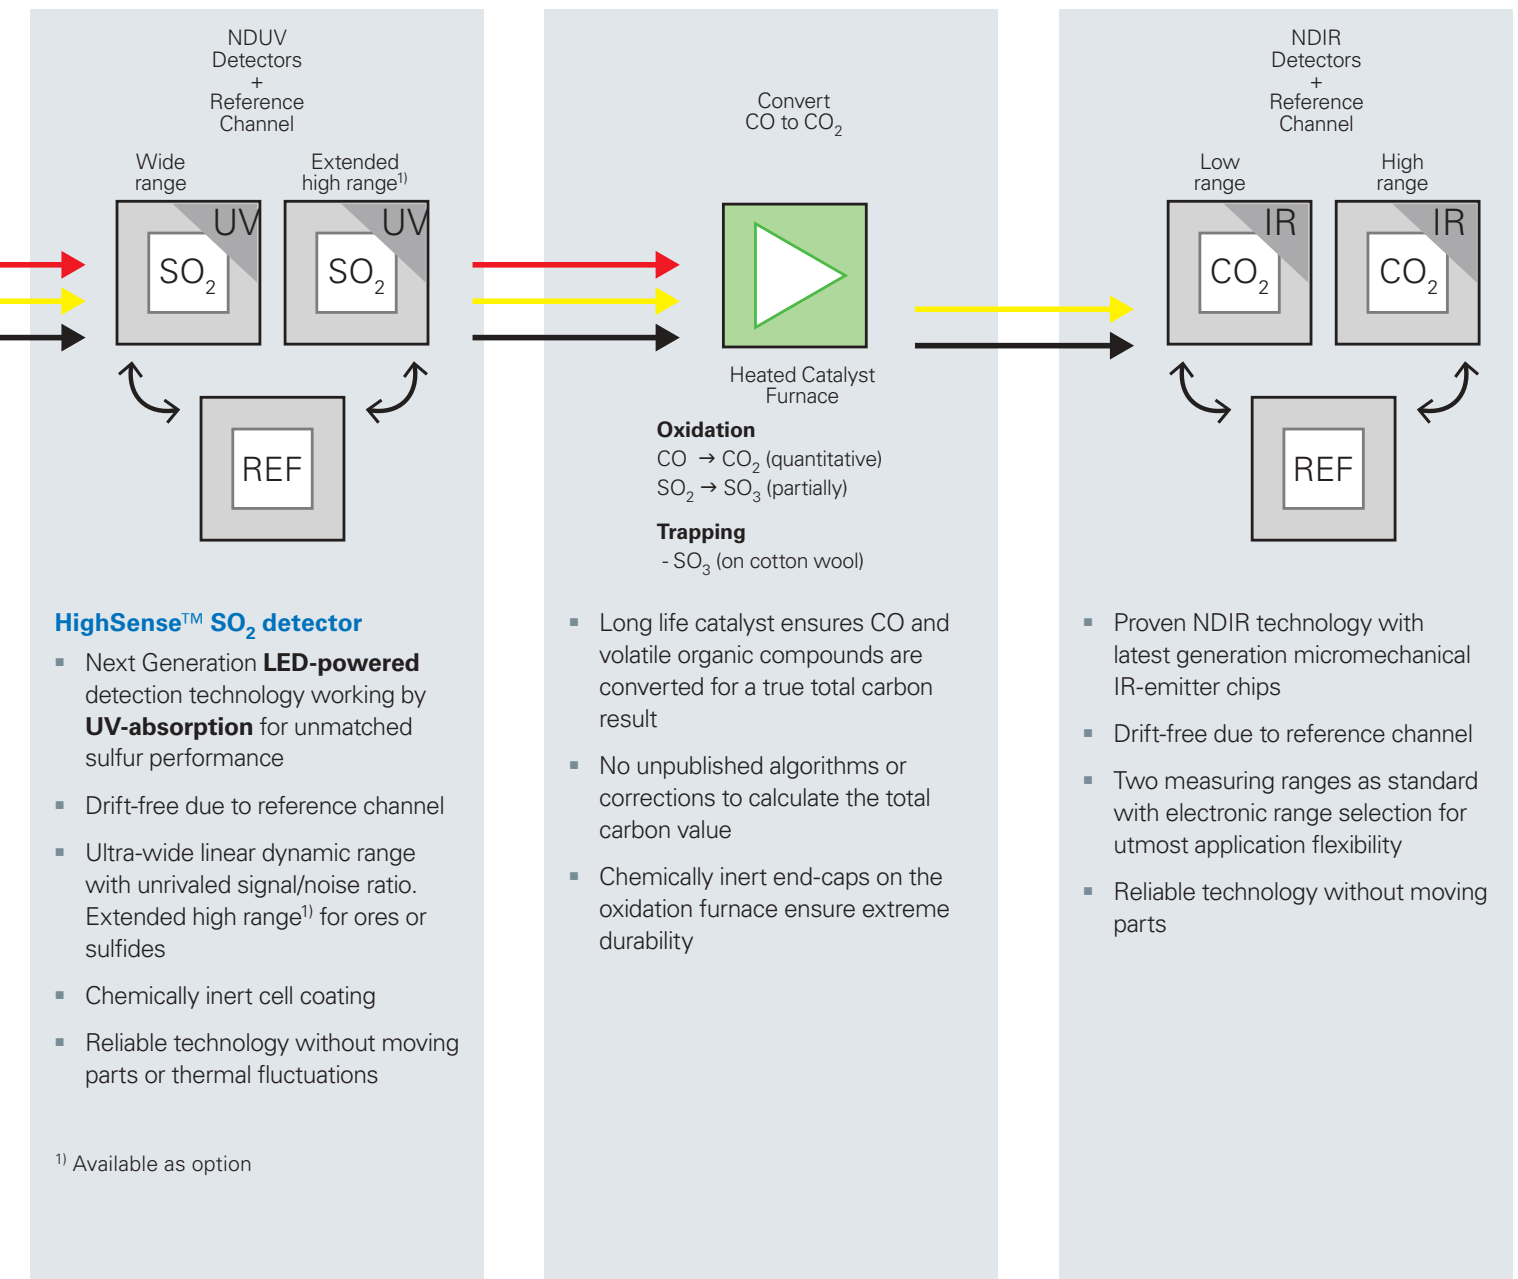 NDUV
Detectors
+
Reference
Channel
Wide
range
Extended
high range1)
UV
SO2
UV
SO2
REF
HighSense™ SO2 detector
▪ Next Generation LED-powered
detection technology working by
UV-absorption for unmatched
sulfur performance
▪ Drift-free due to reference channel
▪ Ultra-wide linear dynamic range
with unrivaled signal/noise ratio.
Extended high range1) for ores or
sulfides
▪ Chemically inert cell coating
▪ Reliable technology without moving
parts or thermal fluctuations
1) Available as option
Convert
CO to CO2
Heated Catalyst
Furnace
Oxidation
CO → CO2 (quantitative)
SO2 → SO3 (partially)
Trapping
- SO3 (on cotton wool)
▪ Long life catalyst ensures CO and
volatile organic compounds are
converted for a true total carbon
result
▪ No unpublished algorithms or
corrections to calculate the total
carbon value
▪ Chemically inert end-caps on the
oxidation furnace ensure extreme
durability
NDIR
Detectors
+
Reference
Channel
Low
range
High
range
IR
CO2
IR
CO2
REF
▪ Proven NDIR technology with
latest generation micromechanical
IR-emitter chips
▪ Drift-free due to reference channel
▪ Two measuring ranges as standard
with electronic range selection for
utmost application flexibility
▪ Reliable technology without moving
parts